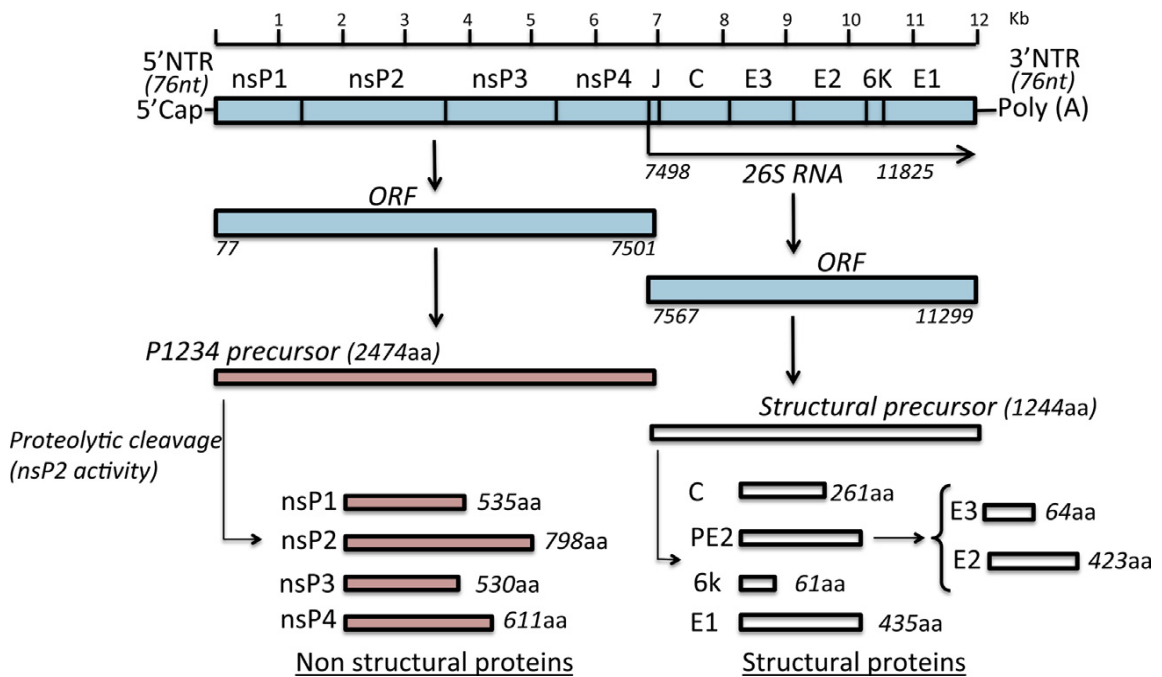 1 2 3 4 5 6 7 8 9 10 11 12 Kb
5’NTR
(76nt)
nsP1 nsP2 nsP3 nsP4 J C E3 E2 6K E1
3’NTR
(76nt)
5’Cap
Poly (A)
7498 26S RNA 11825
ORF
77 7501
ORF
7567 11299
P1234 precursor (2474aa)
Structural precursor (1244aa)
Proteolytic cleavage
(nsP2 activity)
nsP1 535aa
nsP2 798aa
nsP3 530aa
nsP4 611aa
Non structural proteins
C 261aa
PE2
6k 61aa
E1 435aa
E3 64aa
E2 423aa
Structural proteins